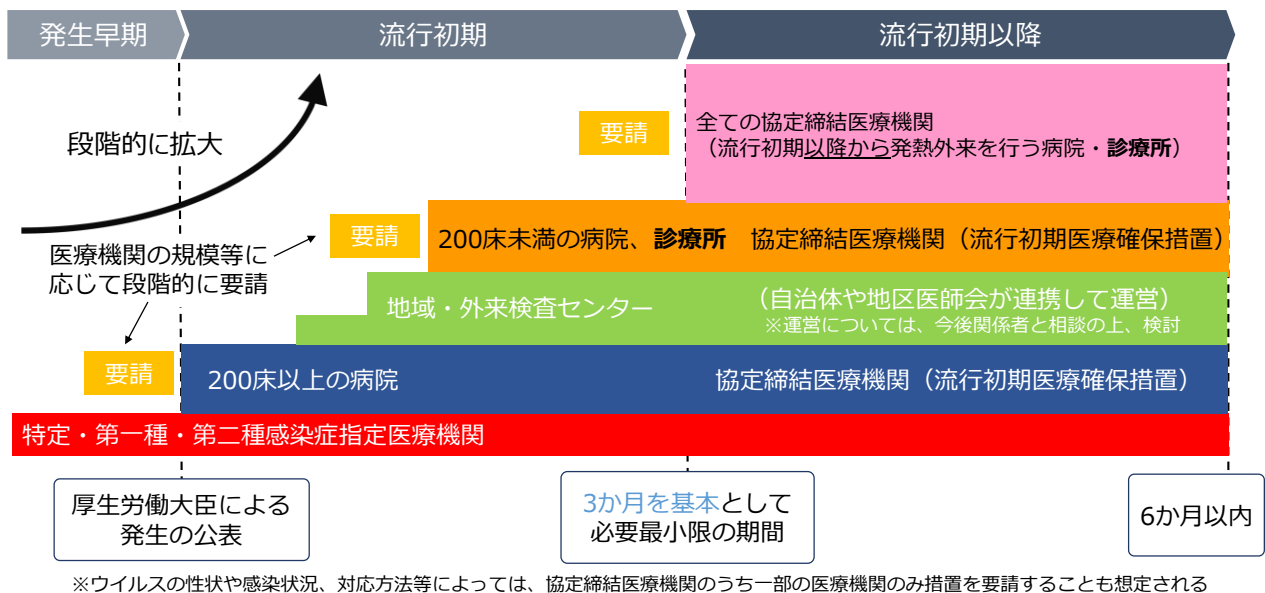 発生早期
流行初期
流行初期以降
段階的に拡大
要請
全ての協定締結医療機関
（流行初期以降から発熱外来を行う病院・診療所）
医療機関の規模等に
応じて段階的に要請
要請
200床未満の病院、診療所　協定締結医療機関（流行初期医療確保措置）
地域・外来検査センター
（自治体や地区医師会が連携して運営）
※運営については、今後関係者と相談の上、検討
要請
200床以上の病院
協定締結医療機関（流行初期医療確保措置）
特定・第一種・第二種感染症指定医療機関
厚生労働大臣による
発生の公表
3か月を基本として
必要最小限の期間
6か月以内
※ウイルスの性状や感染状況、対応方法等によっては、協定締結医療機関のうち一部の医療機関のみ措置を要請することも想定される